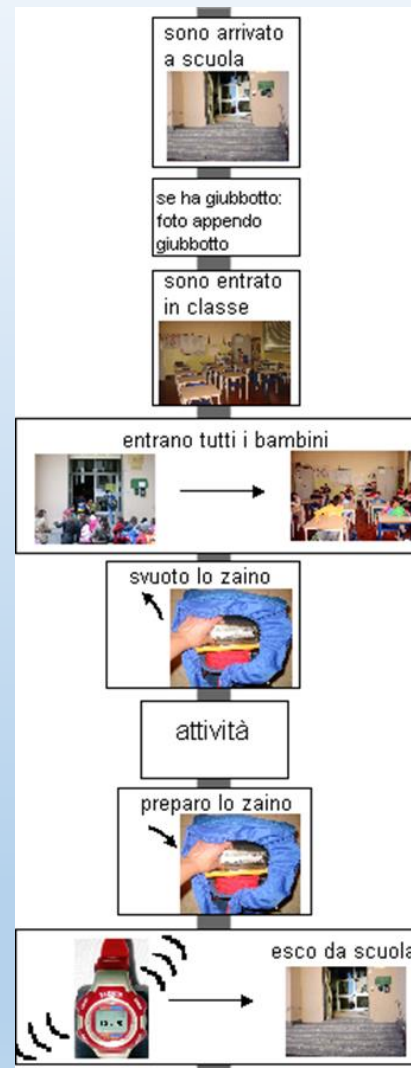 sono arrivato
a scuola
se ha giubbotto:
foto appendo
giubbotto
sono entrato
in classe
entrano tutti i bambini
svuoto lo zaino
attività
preparo lo zaino
esco da scuola